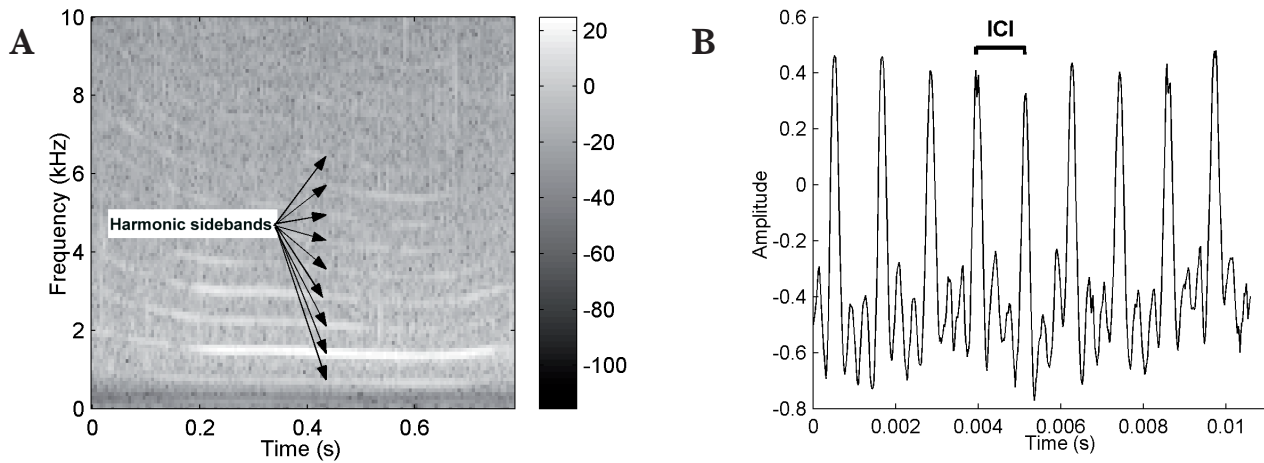 A
Frequency (kHz)
10
8
6
4
2
0
Harmonic sidebands
0 0.2 0.4 0.6
Time (s)
20
0
-20
-40
-60
-80
-100
B
ICI
Amplitude
0.6
0.4
0.2
0
-0.2
-0.4
-0.6
-0.8
0 0.002 0.004 0.006 0.008 0.01
Time (s)